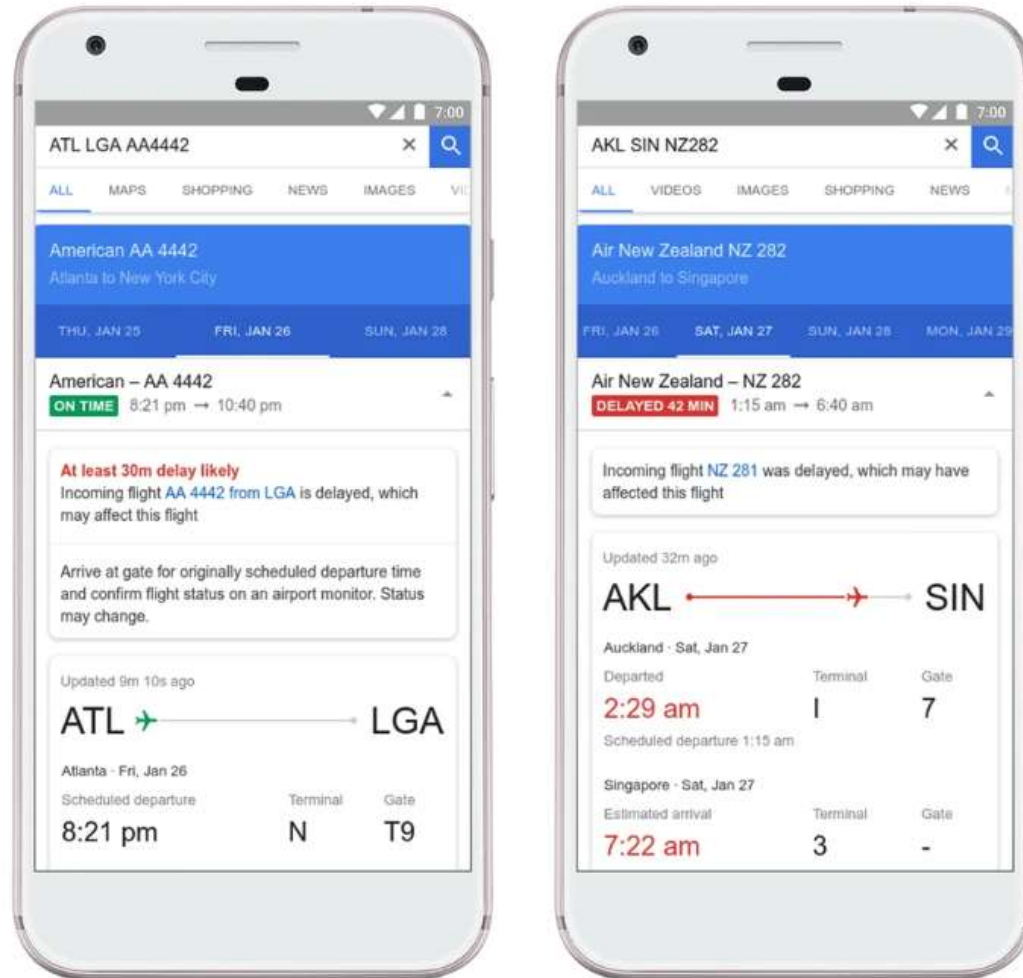 7:00
ATL LGA AA4442
ALL MAPS SHOPPING NEWS IMAGES
American AA 4442
Atlanta to New York City
THU, JAN 25 FRI, JAN 26 SUN, JAN 28
American – AA 4442
ON TIME 8:21 pm → 10:40 pm
At least 30m delay likely
Incoming flight AA 4442 from LGA is delayed, which
may affect this flight
Arrive at gate for originally scheduled departure time
and confirm flight status on an airport monitor. Status
may change.
Updated 9m 10s ago
ATL LGA
Atlanta · Fri, Jan 26
Scheduled departure Terminal Gate
8:21 pm N T9
7:00
AKL SIN NZ282
ALL VIDEOS IMAGES SHOPPING NEWS
Air New Zealand NZ 282
Auckland to Singapore
FRI, JAN 26 SAT, JAN 27 SUN, JAN 28 MON, JAN 29
Air New Zealand – NZ 282
DELAYED 42 MIN 1:15 am → 6:40 am
Incoming flight NZ 281 was delayed, which may have
affected this flight
Updated 32m ago
AKL SIN
Auckland · Sat, Jan 27
Departed Terminal Gate
2:29 am I 7
Scheduled departure 1:15 am
Singapore · Sat, Jan 27
Estimated arrival Terminal Gate
7:22 am 3 -